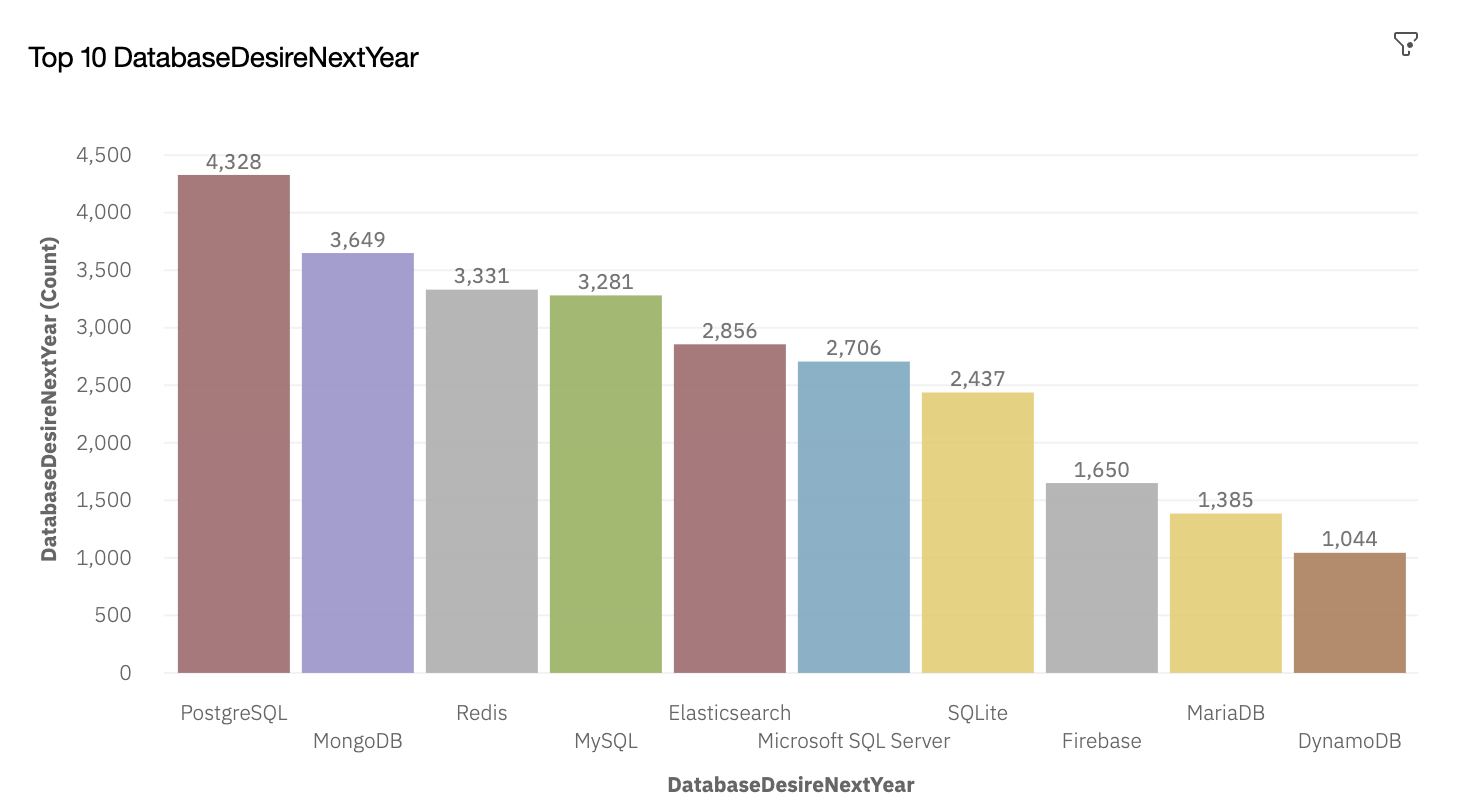 Top 10 DatabaseDesireNextYear
DatabaseDesireNextYear (Count)
4,500
4,000
3,500
3,000
2,500
2,000
1,500
1,000
500
0
4,328
3,649
3,331
3,281
2,856
2,706
2,437
1,650
1,385
1,044
PostgreSQL
MongoDB
Redis
MySQL
Elasticsearch
Microsoft SQL Server
SQLite
Firebase
MariaDB
DynamoDB
DatabaseDesireNextYear